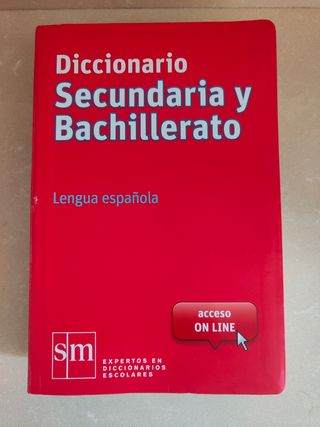 Diccionario
Secundaria y
Bachillerato
Lengua española
acceso
ON LINE
sm
EXPERTOS EN
DICCIONARIOS
ESCOLARES